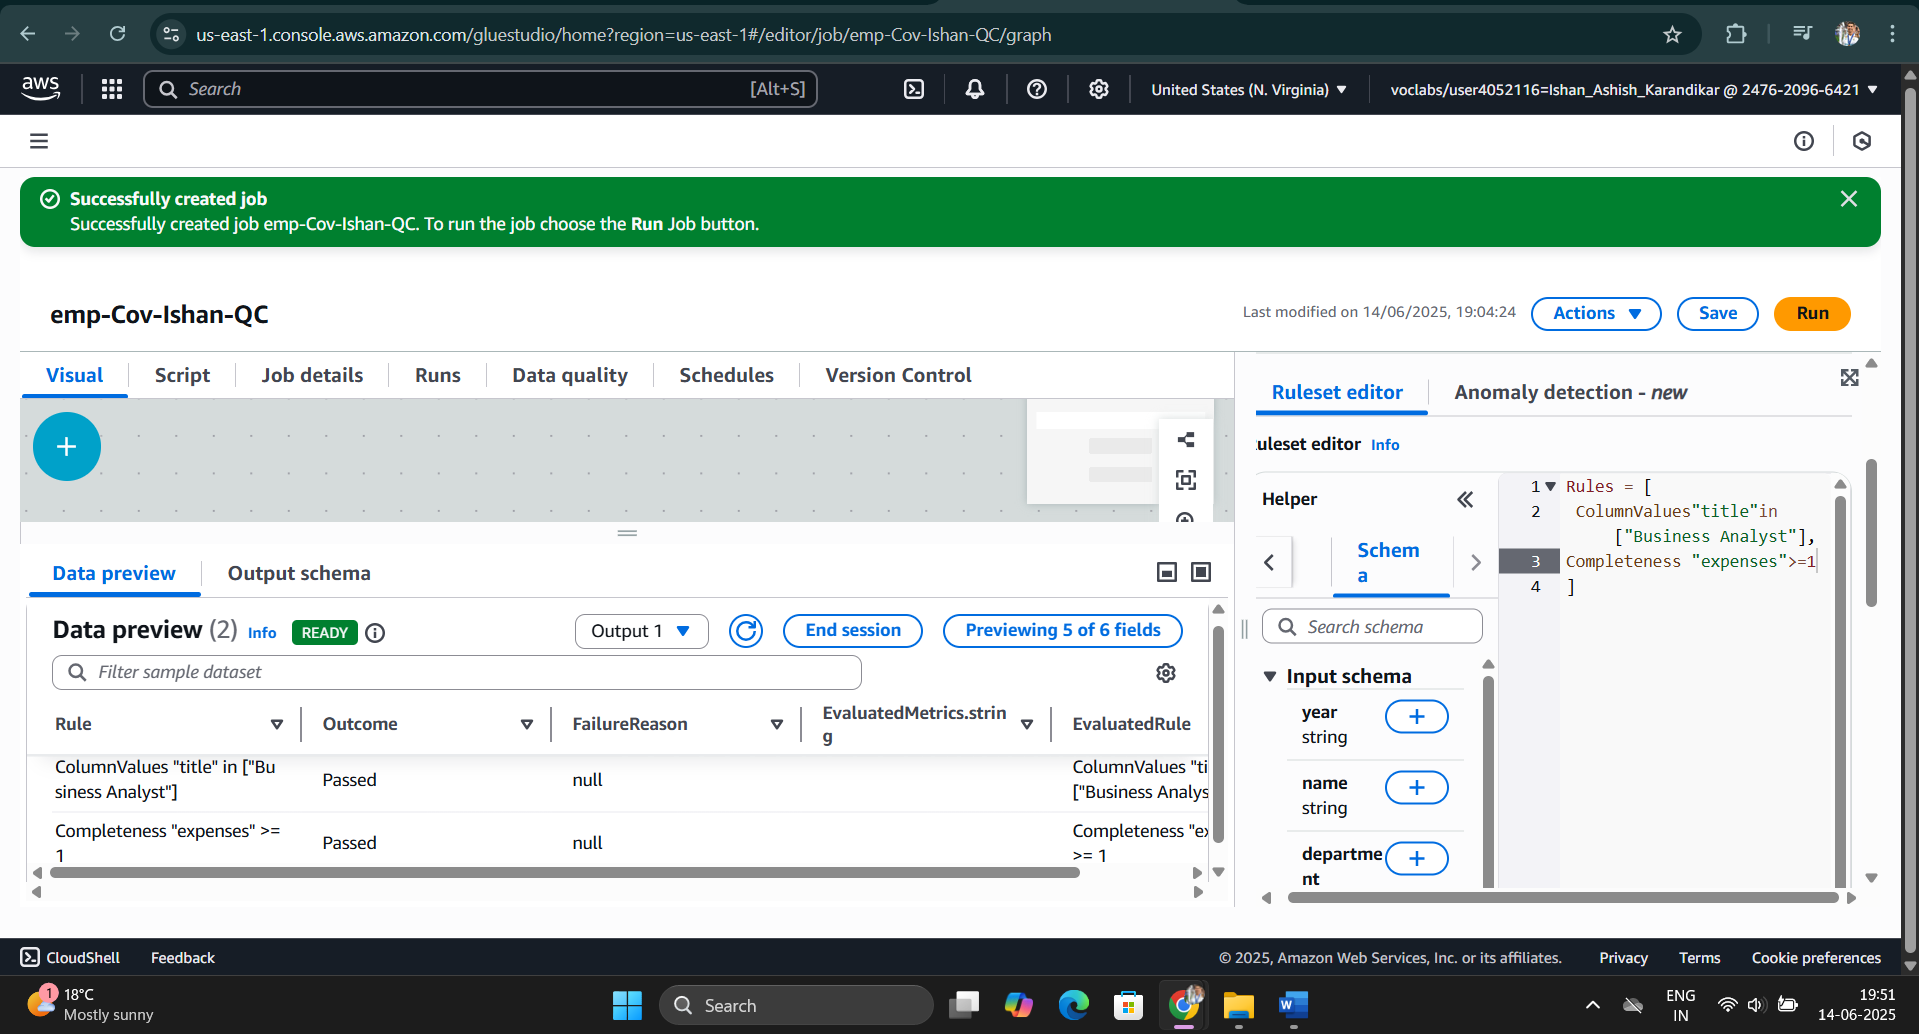 us-east-1.console.aws.amazon.com/gluestudio/home?region=us-east-1#/editor/job/emp-Cov-Ishan-QC/graph
aws
Search
[Alt+S]
United States (N. Virginia)
voclabs/user4052116=Ishan_Ashish_Karandikar @ 2476-2096-6421
Successfully created job
Successfully created job emp-Cov-Ishan-QC. To run the job choose the Run Job button.
emp-Cov-Ishan-QC
Last modified on 14/06/2025, 19:04:24
Actions
Save
Run
Visual
Script
Job details
Runs
Data quality
Schedules
Version Control
Data preview
Output schema
Data preview (2) Info READY
Output 1
End session
Previewing 5 of 6 fields
Filter sample dataset
Rule
Outcome
FailureReason
EvaluatedMetrics.strin
g
EvaluatedRule
ColumnValues "title" in ["Bu
siness Analyst"]
Passed
null
ColumnValues "ti
["Business Analys
Completeness "expenses" >=
1
Passed
null
Completeness "ex
>= 1
Ruleset editor
Anomaly detection - new
uleset editor Info
Helper
Schem
a
Search schema
Input schema
year
string
name
string
departme
nt
1 Rules = [
2 ColumnValues"title"in
["Business Analyst"],
3 Completeness "expenses">=1
4 ]
CloudShell
Feedback
© 2025, Amazon Web Services, Inc. or its affiliates.
Privacy
Terms
Cookie preferences
1
18°C
Mostly sunny
Search
ENG
IN
19:51
14-06-2025